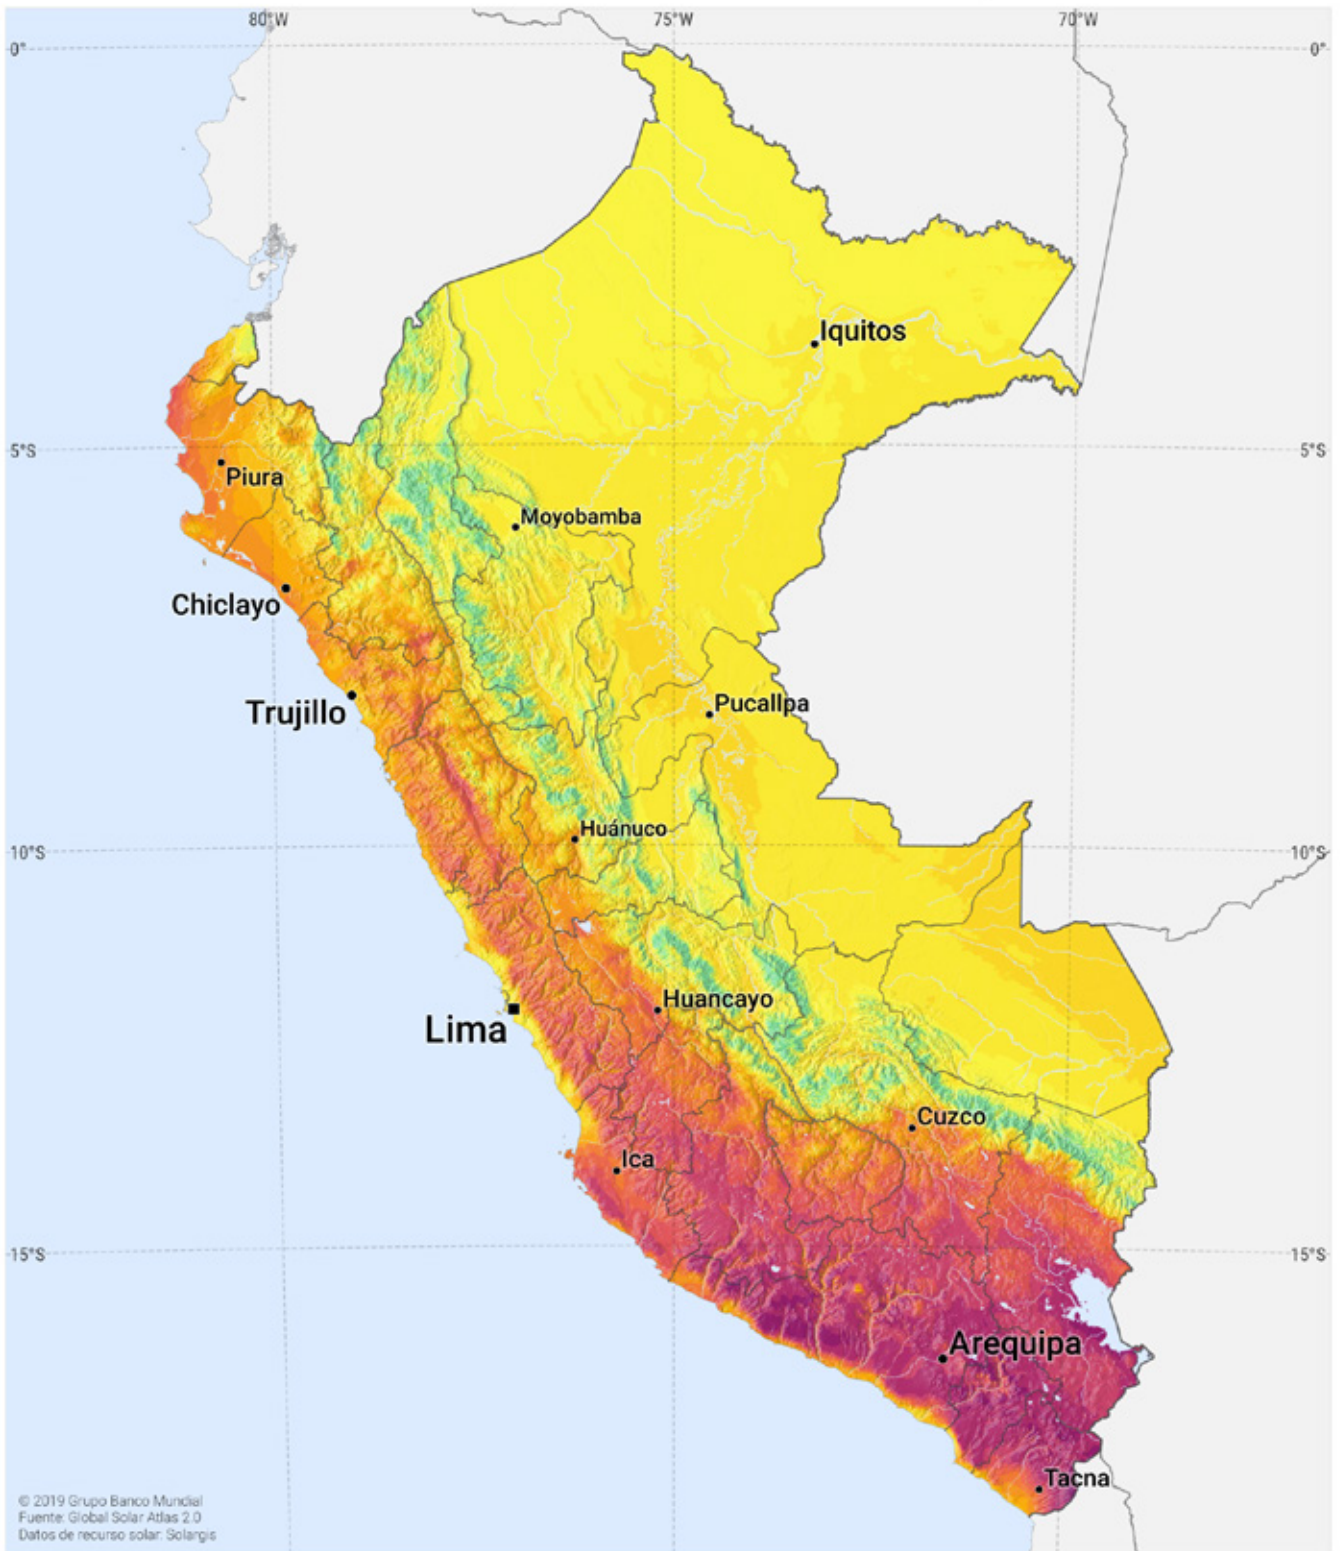 80°W 75°W 70°W
0° 0°
Iquitos
5°S 5°S
Piura
Moyobamba
Chiclayo
Trujillo
Pucallpa
Huánuco
10°S 10°S
Huancayo
Lima
Cuzco
Ica
15°S 15°S
Arequipa
Tacna
© 2019 Grupo Banco Mundial
Fuente: Global Solar Atlas 2.0
Datos de recurso solar: Solargis